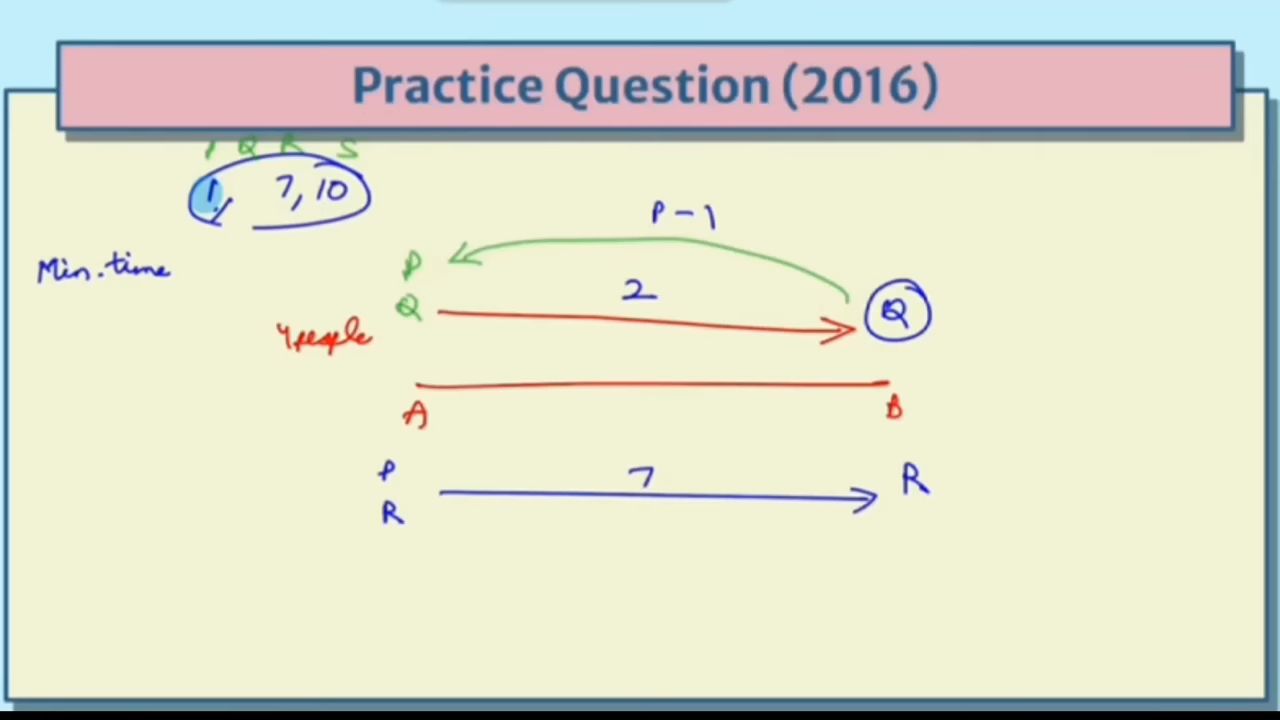 Practice Question (2016)
P Q R S
1, 7, 10
P - 1
Min. time
P
2
Q
Q
4 people
A
B
P
7
R
R